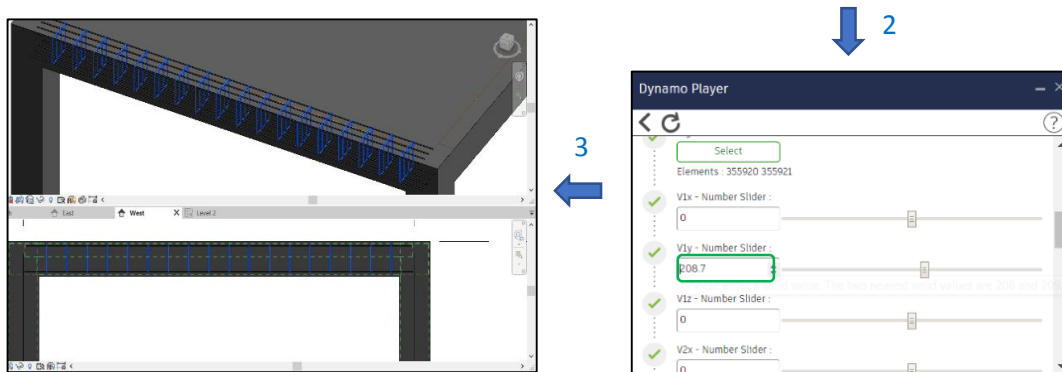 2
Dynamo Player
Select
Elements : 355920 355921
V1x - Number Slider :
0
V1y - Number Slider :
208.7
value. The two nearest valid values are 208 and 209
V1z - Number Slider :
0
V2x - Number Slider :
0
3
East
West
X
Level 2